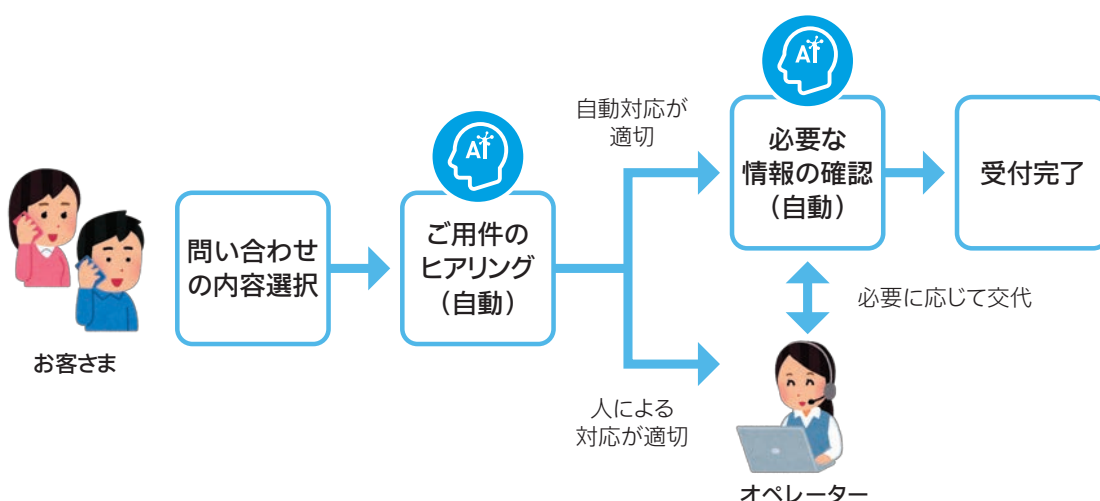 お客さま
問い合わせ
の内容選択
AI
ご用件の
ヒアリング
（自動）
自動対応が
適切
人による
対応が適切
AI
必要な
情報の確認
（自動）
受付完了
必要に応じて交代
オペレーター